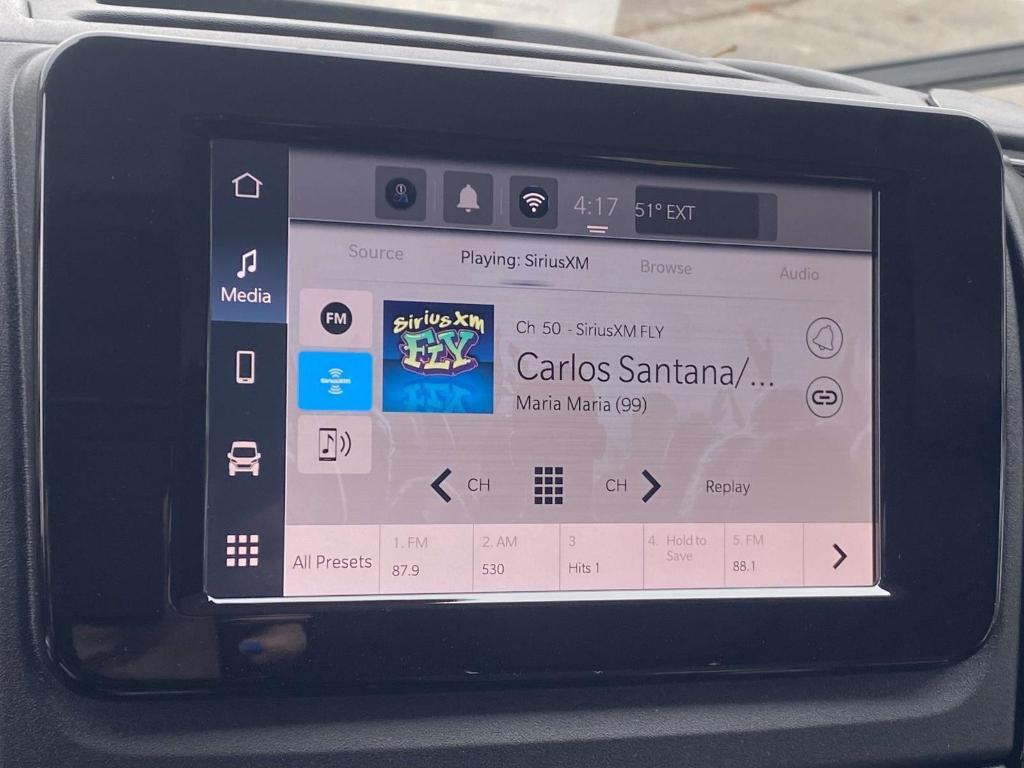 4:17
51° EXT
Media
Source
Playing: SiriusXM
Browse
Audio
FM
SiriusXM
SiriusXM
FLY
Ch 50 - SiriusXM FLY
Carlos Santana/...
Maria Maria (99)
CH
CH
Replay
All Presets
1. FM
87.9
2. AM
530
3
Hits 1
4. Hold to
Save
5. FM
88.1